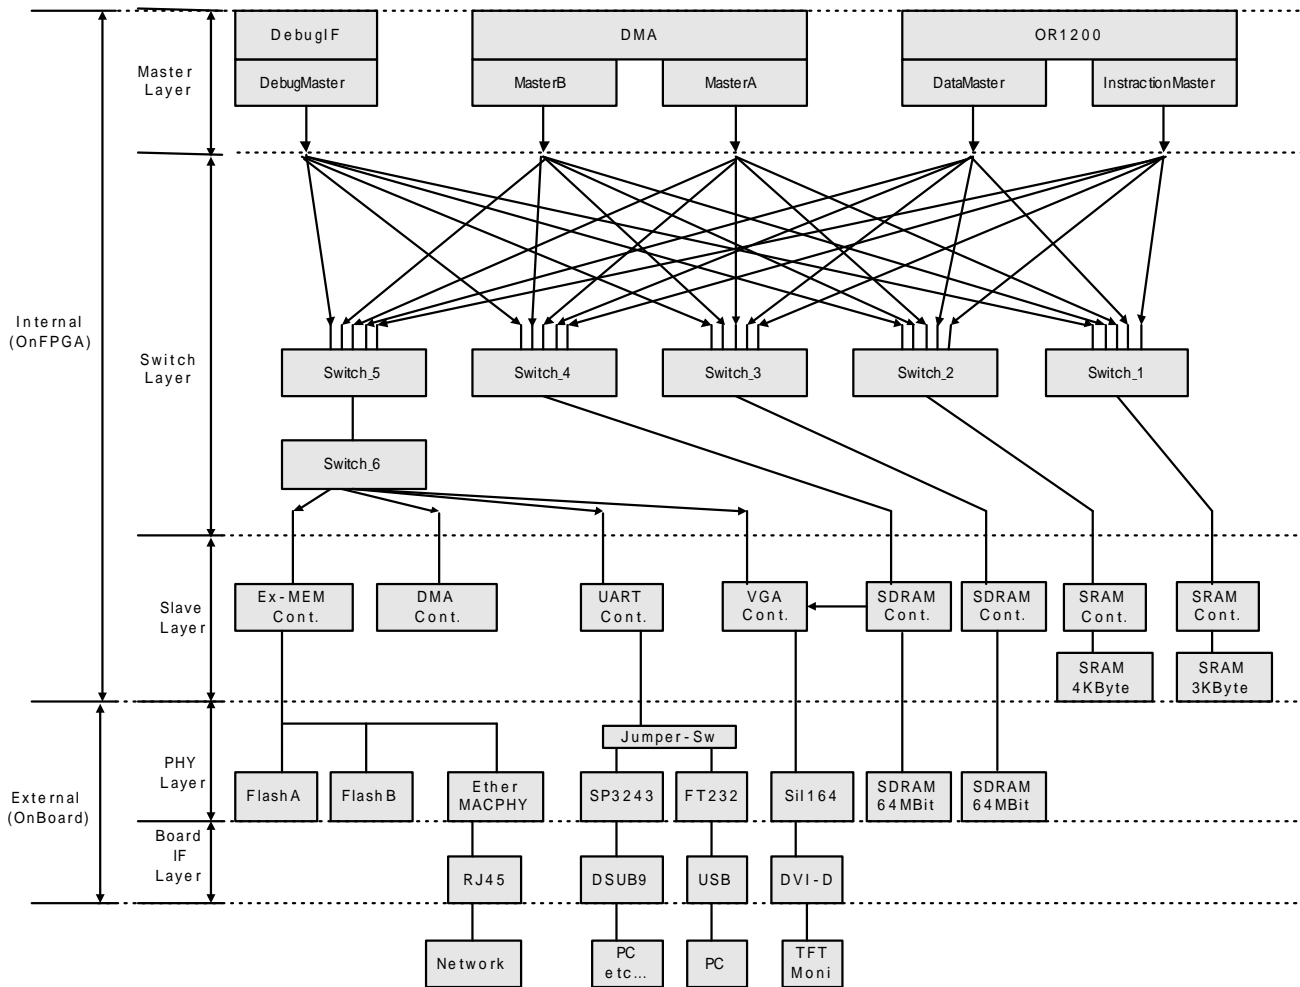 DebugIF
DMA
OR1200
Master
Layer
DebugMaster
MasterB
MasterA
DataMaster
InstractionMaster
Internal
(OnFPGA)
Switch
Layer
Switch_5
Switch_4
Switch_3
Switch_2
Switch_1
Switch_6
Slave
Layer
Ex-MEM
Cont.
DMA
Cont.
UART
Cont.
VGA
Cont.
SDRAM
Cont.
SDRAM
Cont.
SRAM
Cont.
SRAM
Cont.
SRAM
4KByte
SRAM
3KByte
External
(OnBoard)
PHY
Layer
Jumper-Sw
FlashA
FlashB
Ether
MACPHY
SP3243
FT232
SiI164
SDRAM
64MBit
SDRAM
64MBit
Board
IF
Layer
RJ45
DSUB9
USB
DVI-D
Network
PC
etc...
PC
TFT
Moni